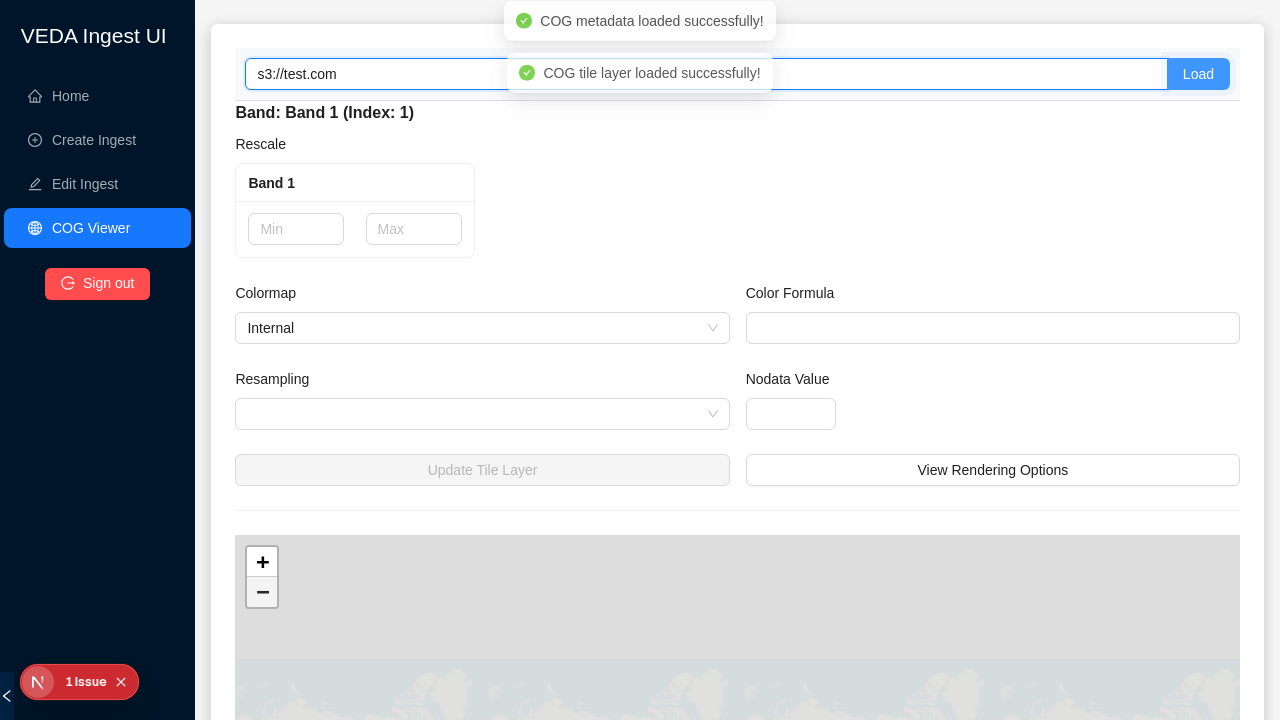 VEDA Ingest UI
Home
Create Ingest
Edit Ingest
COG Viewer
Sign out
1 Issue
COG metadata loaded successfully!
COG tile layer loaded successfully!
s3://test.com
Load
Band: Band 1 (Index: 1)
Rescale
Band 1
Min
Max
Colormap
Color Formula
Internal
Resampling
Nodata Value
Update Tile Layer
View Rendering Options
+
−